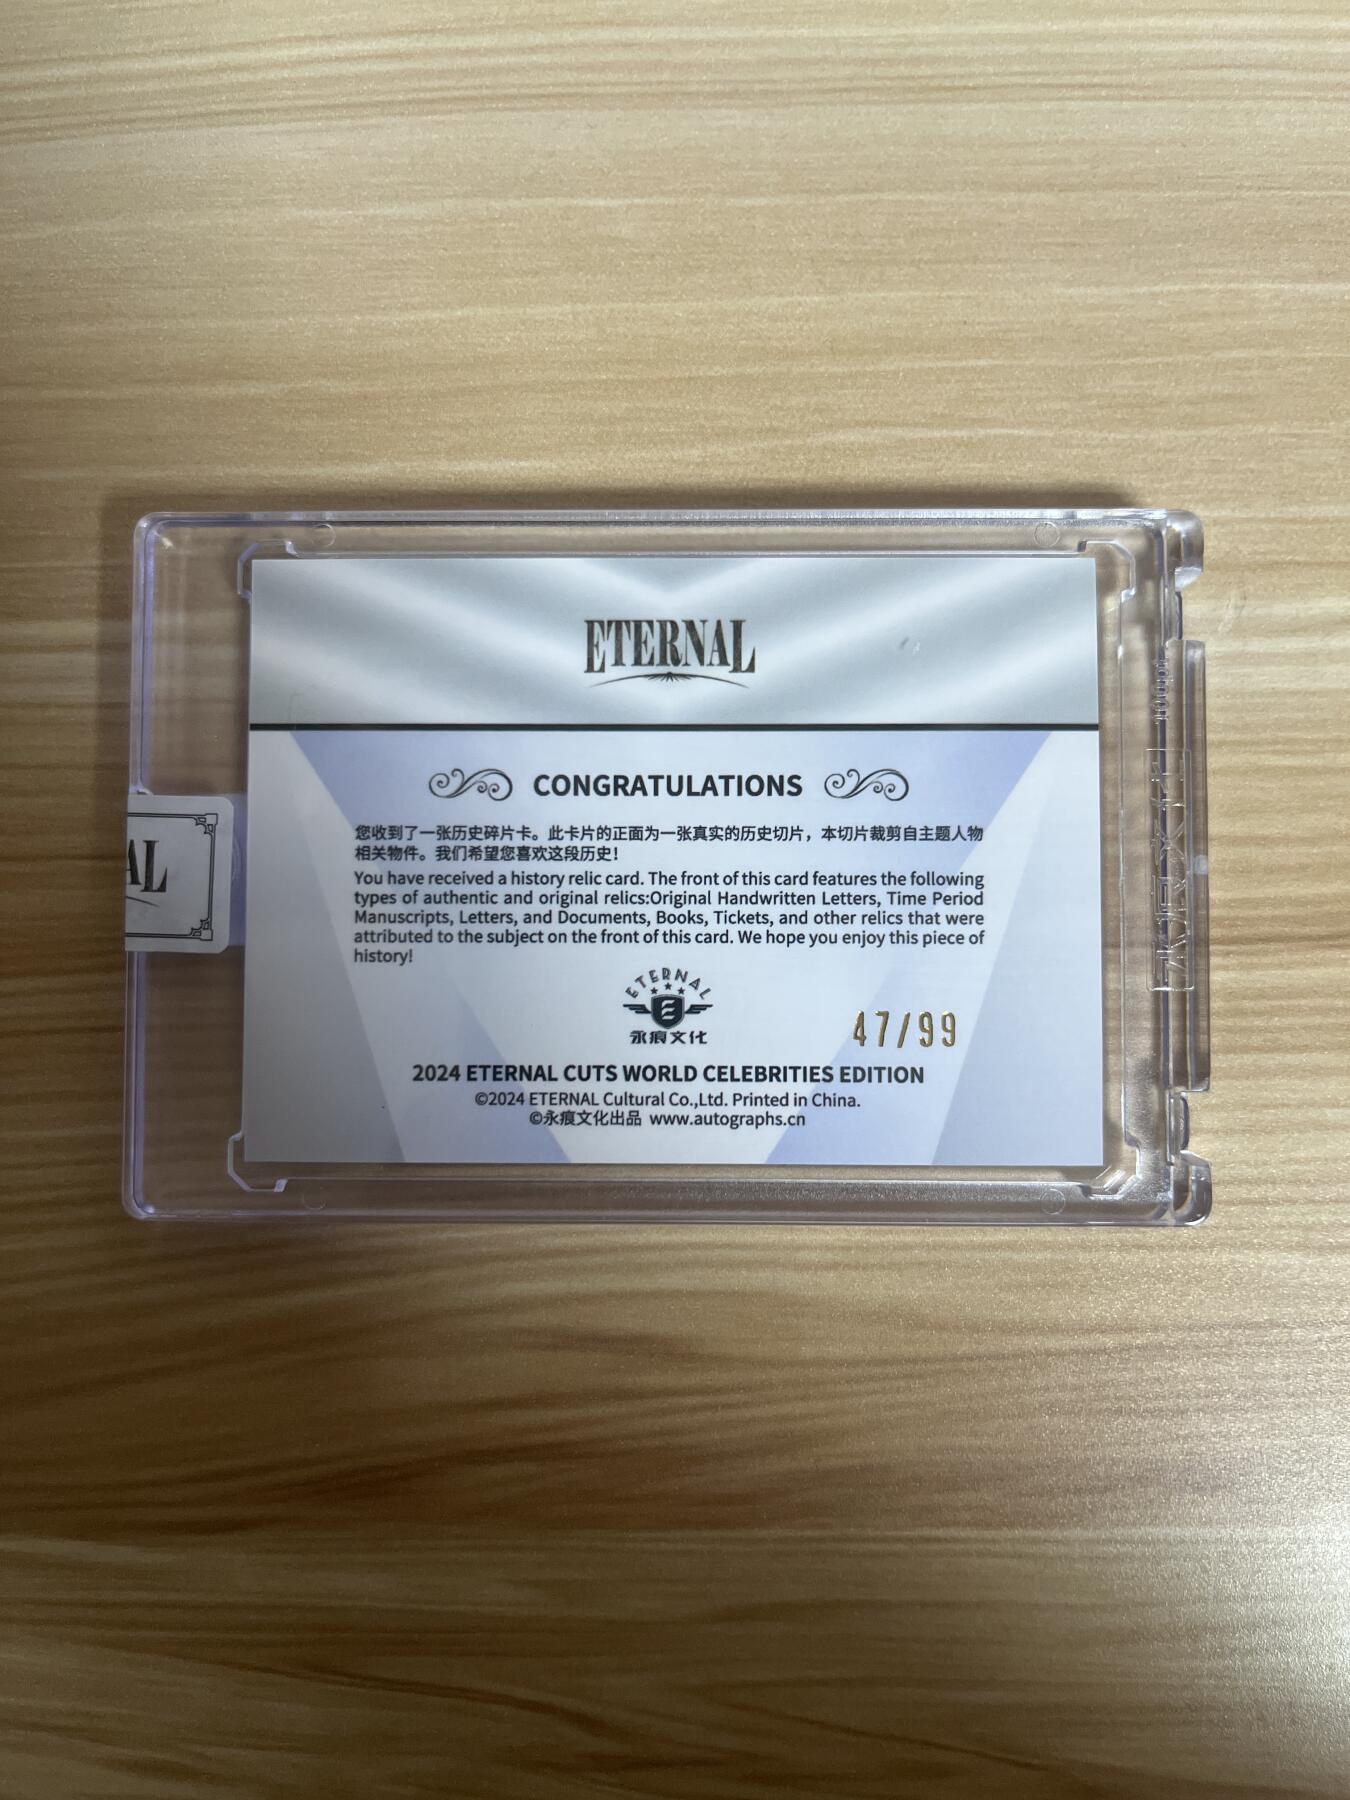 ETERNAL
CONGRATULATIONS
您收到了一张历史碎片卡。此卡片的正面为一张真实的历史切片，本切片裁剪自主题人物
相关物件。我们希望您喜欢这段历史！
You have received a history relic card. The front of this card features the following
types of authentic and original relics:Original Handwritten Letters, Time Period
Manuscripts, Letters, and Documents, Books, Tickets, and other relics that were
attributed to the subject on the front of this card. We hope you enjoy this piece of
history!
ETERNAL
E
永痕文化
47/99
2024 ETERNAL CUTS WORLD CELEBRITIES EDITION
©2024 ETERNAL Cultural Co.,Ltd. Printed in China.
©永痕文化出品 www.autographs.cn
AL
100pt
永痕文化